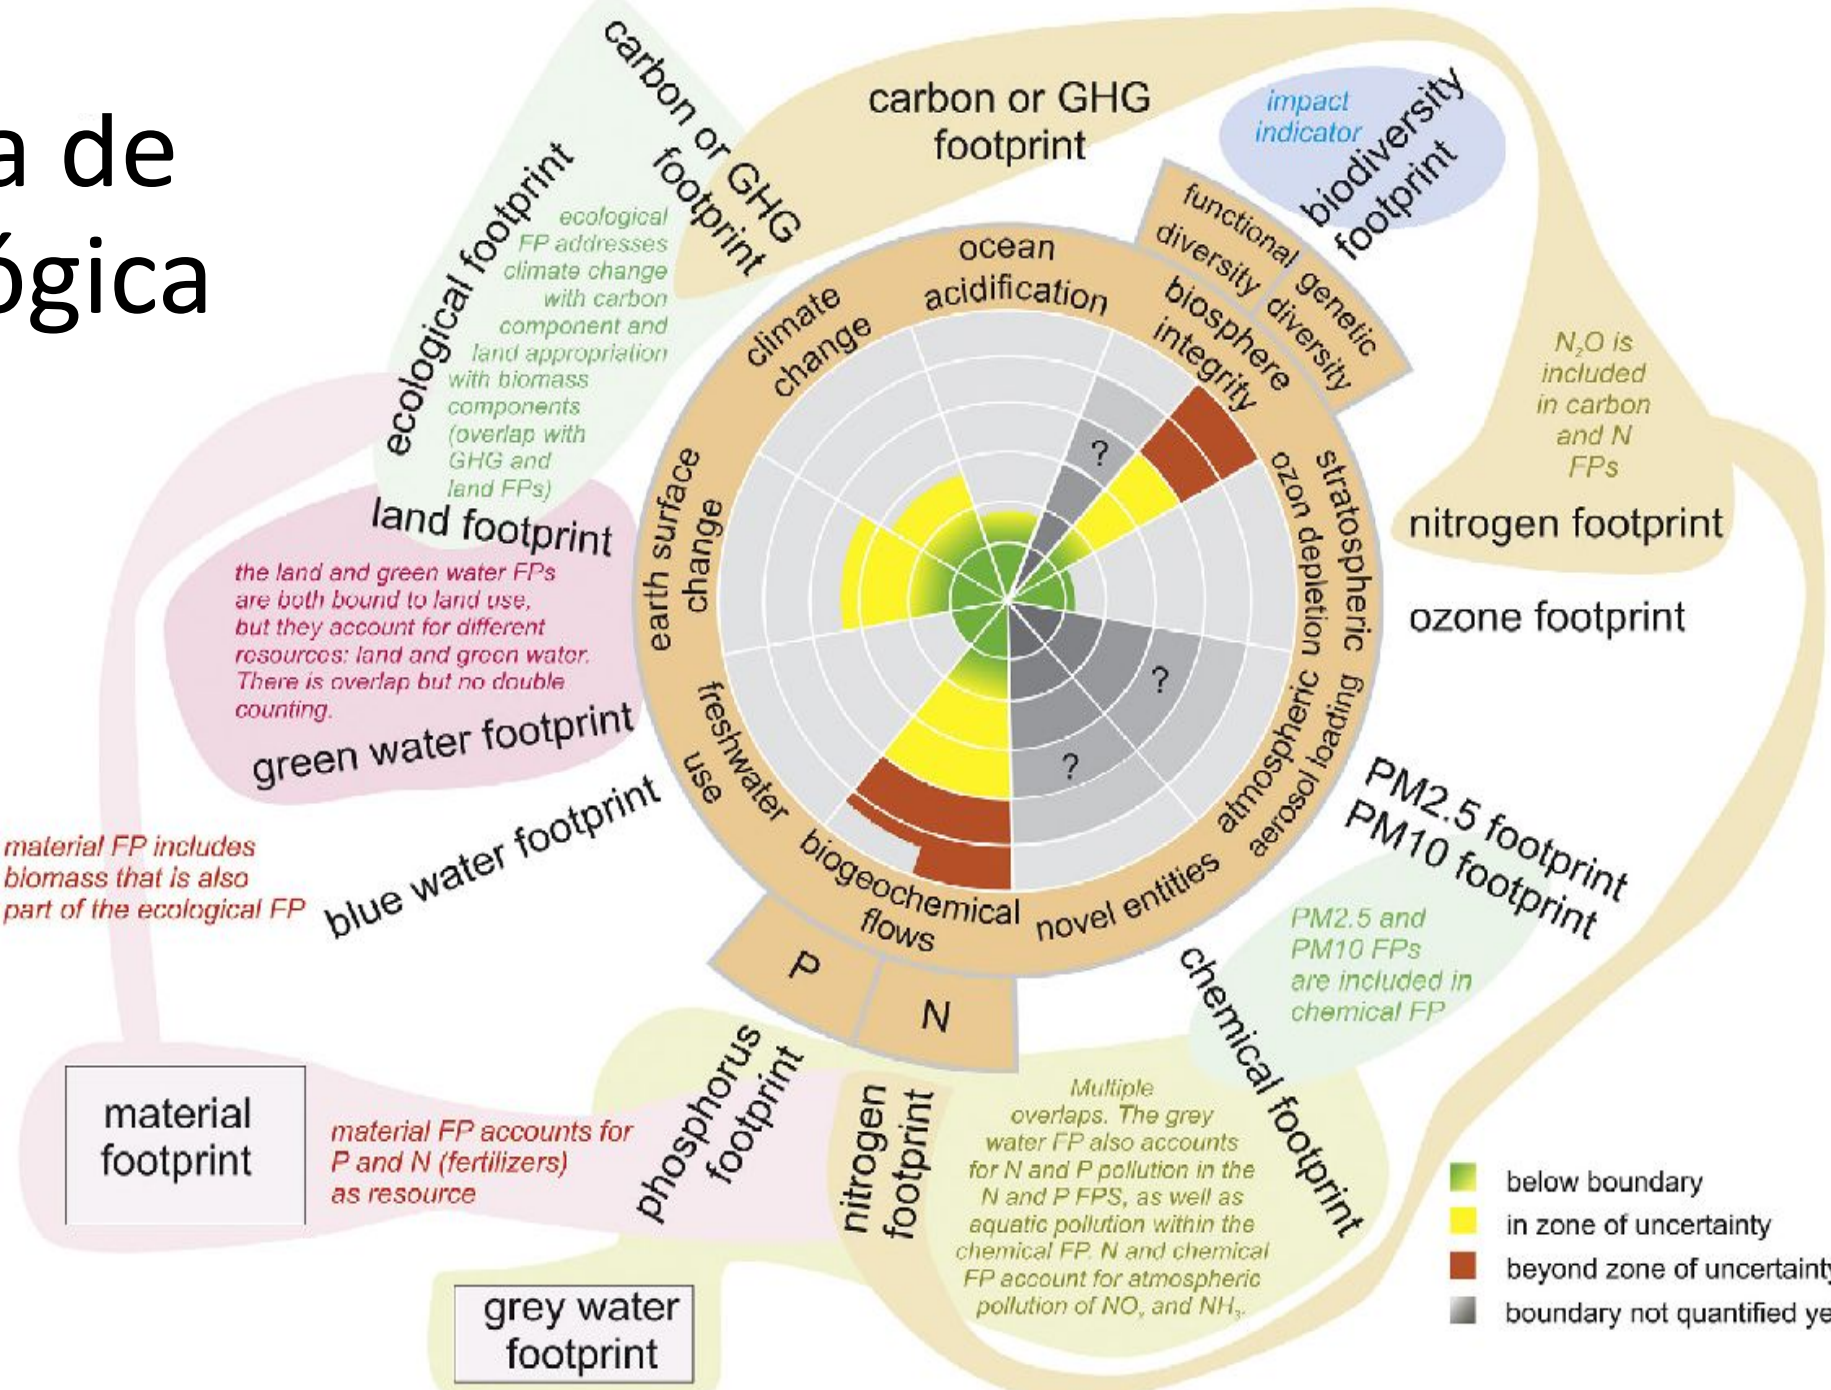 a de
ógica
carbon or GHG
footprint
carbon or GHG
footprint
impact
indicator
biodiversity
footprint
ecological footprint
ecological
FP addresses
climate change
with carbon
component and
land appropriation
with biomass
components
(overlap with
GHG and
land FPs)
land footprint
the land and green water FPs
are both bound to land use,
but they account for different
resources: land and green water.
There is overlap but no double
counting.
green water footprint
blue water footprint
material FP includes
biomass that is also
part of the ecological FP
functional
diversity
genetic
diversity
ocean
acidification
biosphere
integrity
climate
change
earth surface
change
stratospheric
ozon depletion
freshwater
use
atmospheric
aerosol loading
biogeochemical
flows
novel entities
P
N
?
?
?
N₂O is
included
in carbon
and N
FPs
nitrogen footprint
ozone footprint
PM2.5 footprint
PM10 footprint
PM2.5 and
PM10 FPs
are included in
chemical FP
chemical footprint
material
footprint
material FP accounts for
P and N (fertilizers)
as resource
phosphorus
footprint
nitrogen
footprint
Multiple
overlaps. The grey
water FP also accounts
for N and P pollution in the
N and P FPS, as well as
aquatic pollution within the
chemical FP. N and chemical
FP account for atmospheric
pollution of NOₓ and NH₃.
grey water
footprint
below boundary
in zone of uncertainty
beyond zone of uncertainty
boundary not quantified ye